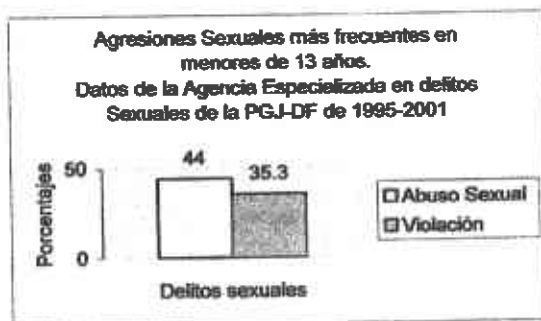 Agresiones Sexuales más frecuentes en
menores de 13 años.
Datos de la Agencia Especializada en delitos
Sexuales de la PGJ-DF de 1995-2001
50
44
35.3
Porcentajes
0
Delitos sexuales
Abuso Sexual
Violación